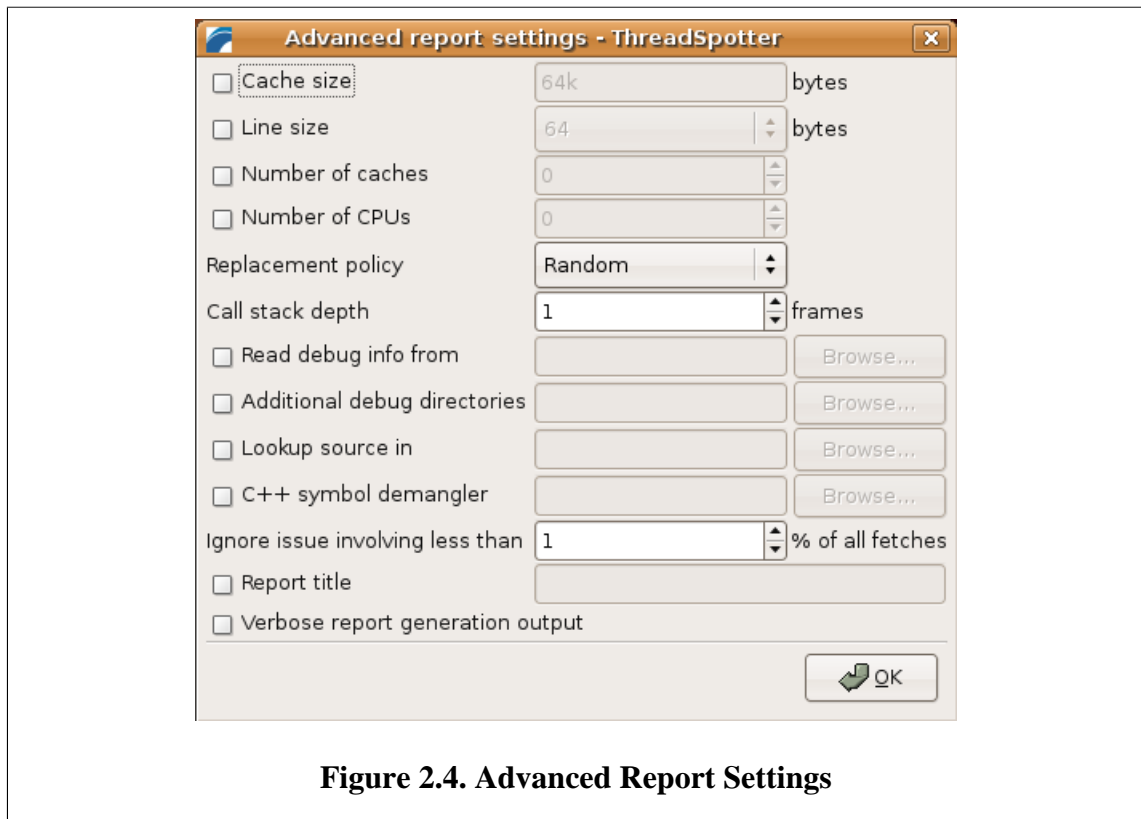 Advanced report settings - ThreadSpotter
Cache size 64k bytes
Line size 64 bytes
Number of caches 0
Number of CPUs 0
Replacement policy Random
Call stack depth 1 frames
Read debug info from Browse...
Additional debug directories Browse...
Lookup source in Browse...
C++ symbol demangler Browse...
Ignore issue involving less than 1 % of all fetches
Report title
Verbose report generation output
OK
Figure 2.4. Advanced Report Settings